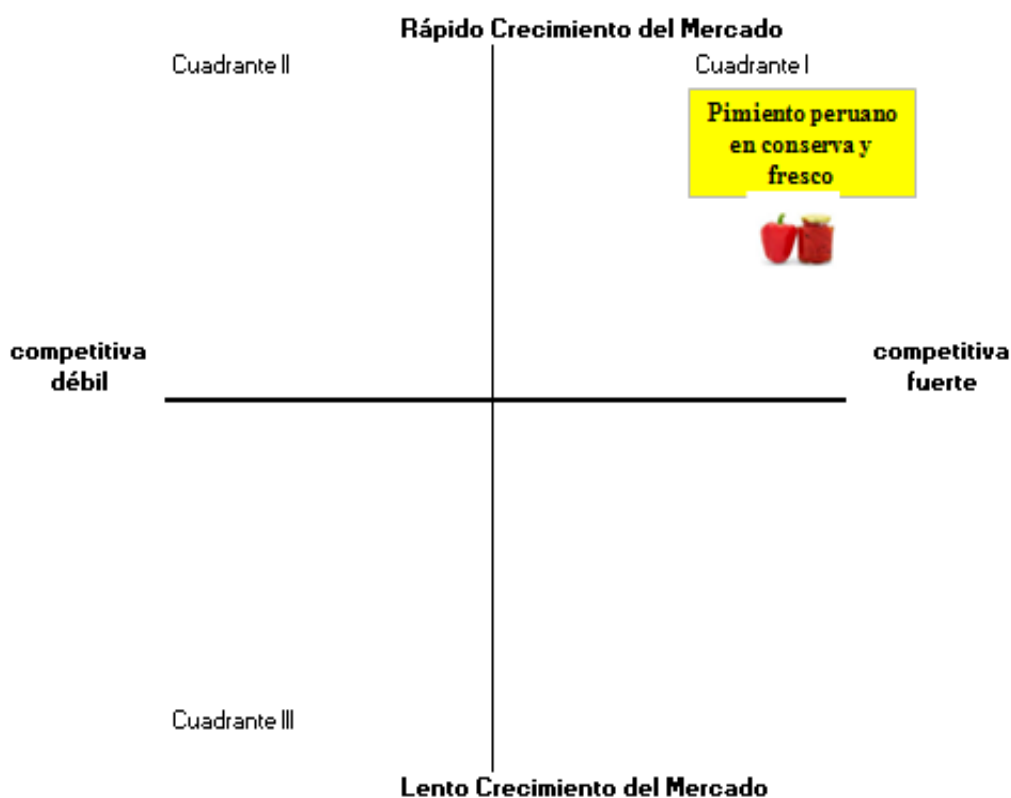 Rápido Crecimiento del Mercado
Cuadrante II
Cuadrante I
Pimiento peruano
en conserva y
fresco
competitiva
débil
competitiva
fuerte
Cuadrante III
Lento Crecimiento del Mercado